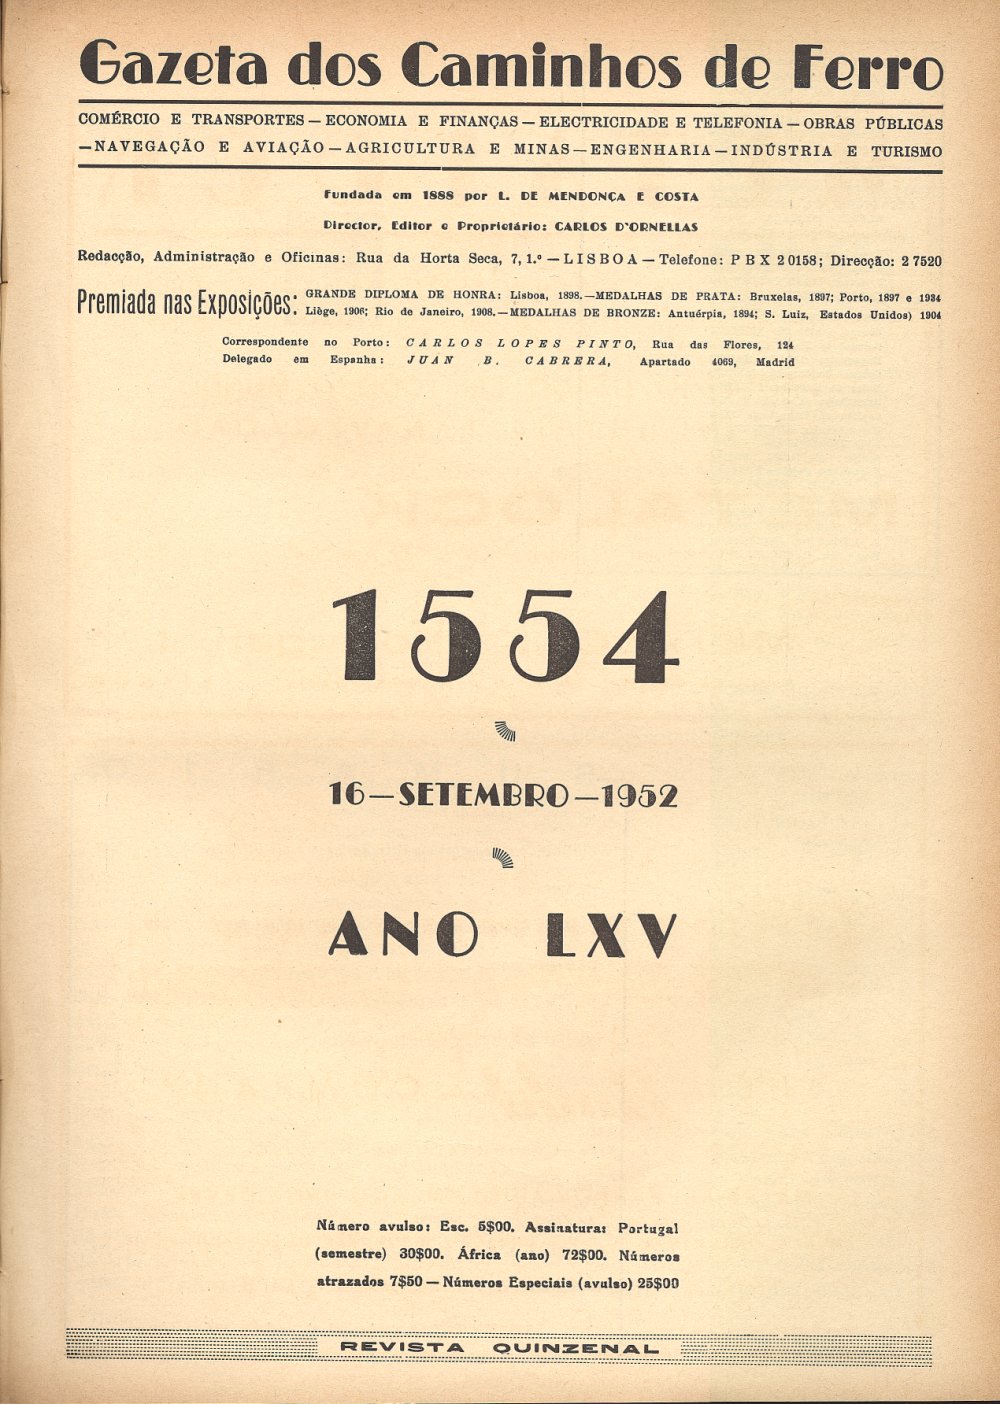 Gazeta dos Caminhos de Ferro
COMÉRCIO E TRANSPORTES — ECONOMIA E FINANÇAS — ELECTRICIDADE E TELEFONIA — OBRAS PÚBLICAS
—NAVEGAÇÃO E AVIAÇÃO — AGRICULTURA E MINAS — ENGENHARIA — INDÚSTRIA E TURISMO
Fundada em 1888 por L. DE MENDONÇA E COSTA
Director, Editor e Proprietário: CARLOS D'ORNELLAS
Redacção, Administração e Oficinas: Rua da Horta Seca, 7, 1.º — LISBOA — Telefone: PBX 20158; Direcção: 27520
Premiada nas Exposições:
GRANDE DIPLOMA DE HONRA: Lisboa, 1898.—MEDALHAS DE PRATA: Bruxelas, 1897; Porto, 1897 e 1934
Liège, 1906; Rio de Janeiro, 1908.—MEDALHAS DE BRONZE: Antuérpia, 1894; S. Luiz, Estados Unidos) 1904
Correspondente no Porto: CARLOS LOPES PINTO, Rua das Flores, 124
Delegado em Espanha: JUAN B. CABRERA, Apartado 4069, Madrid
1554
16—SETEMBRO—1952
ANO LXV
Número avulso: Esc. 5$00. Assinatura: Portugal
(semestre) 30$00. África (ano) 72$00. Números
atrazados 7$50 — Números Especiais (avulso) 25$00
REVISTA QUINZENAL